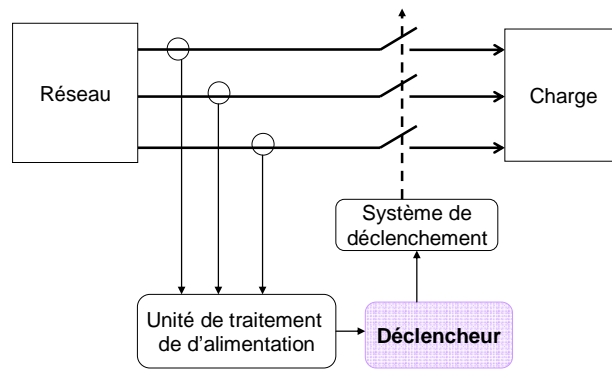 Réseau
Charge
Système de
déclenchement
Unité de traitement
de d'alimentation
Déclencheur